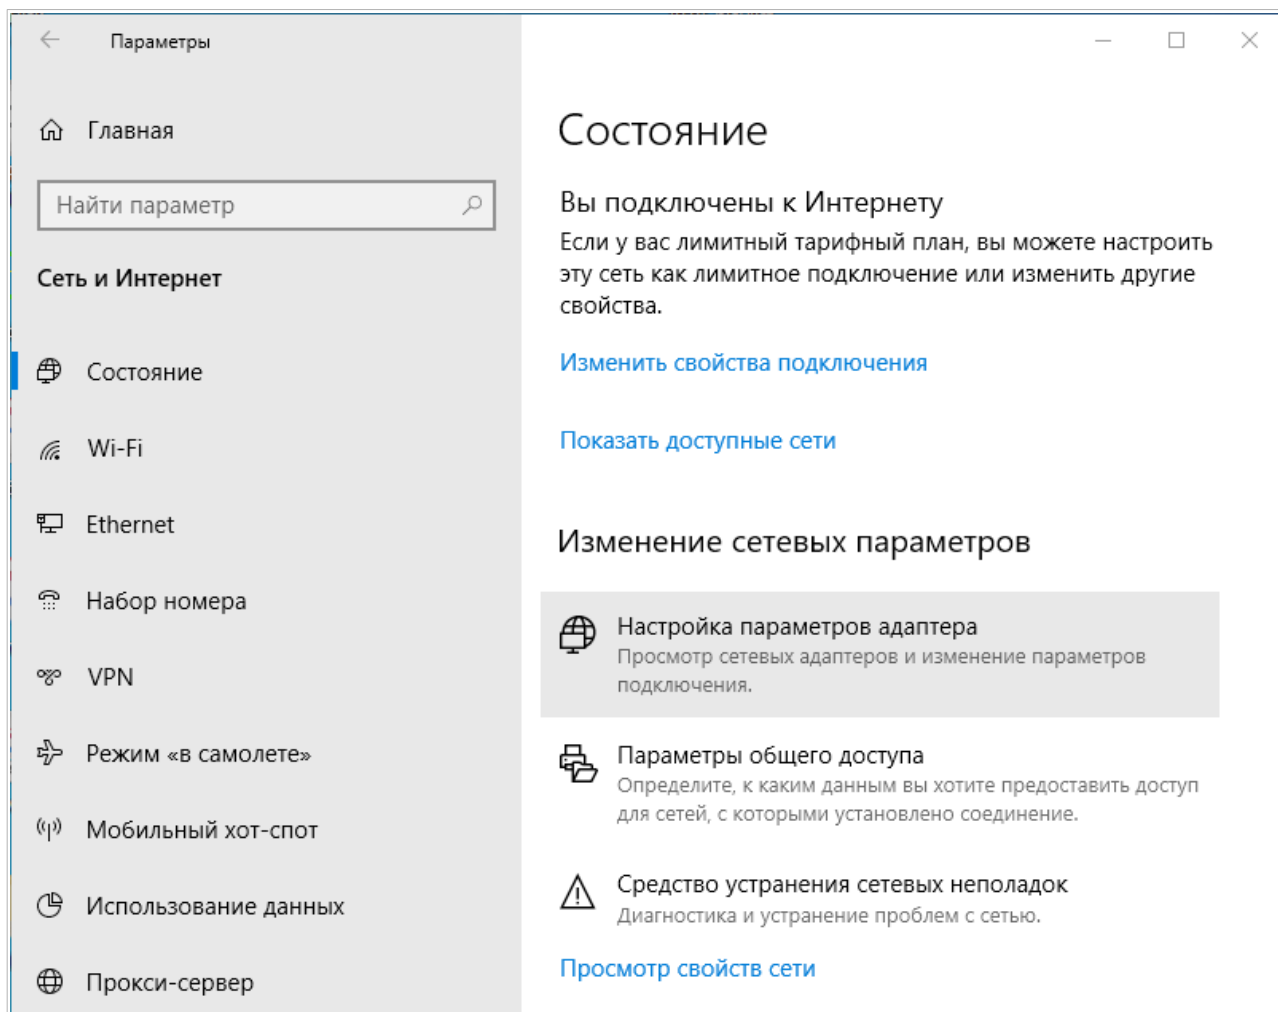 Параметры
Главная
Найти параметр
Сеть и Интернет
Состояние
Wi-Fi
Ethernet
Набор номера
VPN
Режим «в самолете»
Мобильный хот-спот
Использование данных
Прокси-сервер
Состояние
Вы подключены к Интернету
Если у вас лимитный тарифный план, вы можете настроить
эту сеть как лимитное подключение или изменить другие
свойства.
Изменить свойства подключения
Показать доступные сети
Изменение сетевых параметров
Настройка параметров адаптера
Просмотр сетевых адаптеров и изменение параметров
подключения.
Параметры общего доступа
Определите, к каким данным вы хотите предоставить доступ
для сетей, с которыми установлено соединение.
Средство устранения сетевых неполадок
Диагностика и устранение проблем с сетью.
Просмотр свойств сети